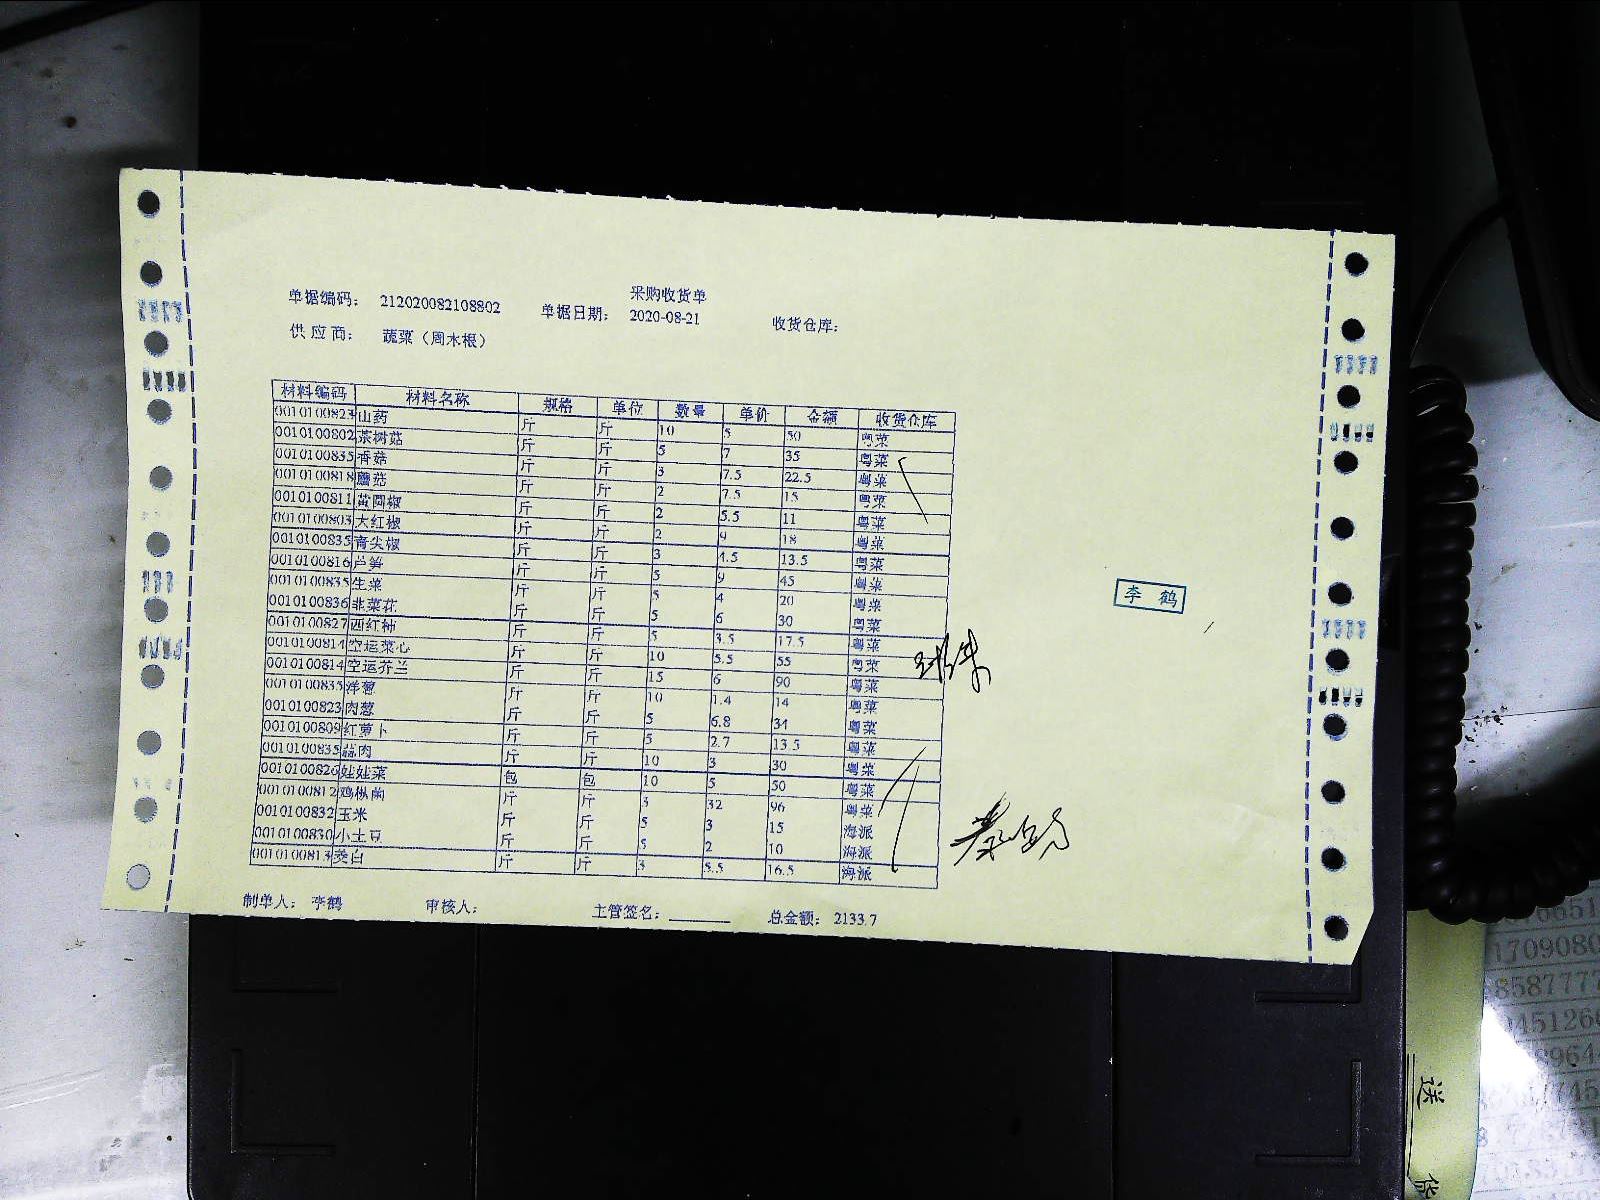 采购收货单
单据编码： 212020082108802 单据日期： 2020-08-21 收货仓库：
供应商： 蔬菜（周水根）
材料编码 材料名称 规格 单位 数量 单价 金额 收货仓库
0010100823 山药 斤 斤 10 5 50 粤菜
0010100802 茶树菇 斤 斤 5 7 35 粤菜
0010100835 香菇 斤 斤 3 7.5 22.5 粤菜
0010100818 蘑菇 斤 斤 2 7.5 15 粤菜
0010100811 黄圆椒 斤 斤 2 5.5 11 粤菜
0010100803 大红椒 斤 斤 2 9 18 粤菜
0010100835 青尖椒 斤 斤 3 4.5 13.5 粤菜
0010100816 芦笋 斤 斤 5 9 45 粤菜
0010100835 生菜 斤 斤 5 4 20 粤菜
0010100836 韭菜花 斤 斤 5 6 30 粤菜
0010100827 西红柿 斤 斤 5 3.5 17.5 粤菜
0010100814 空运菜心 斤 斤 10 5.5 55 粤菜
0010100814 空运芥兰 斤 斤 15 6 90 粤菜
0010100835 洋葱 斤 斤 10 1.4 14 粤菜
0010100823 肉葱 斤 斤 5 6.8 34 粤菜
0010100809 红萝卜 斤 斤 5 2.7 13.5 粤菜
0010100835 蒜肉 斤 斤 10 3 30 粤菜
0010100826 娃娃菜 包 包 10 5 50 粤菜
0010100812 鸡枞菌 斤 斤 3 32 96 粤菜
0010100832 玉米 斤 斤 5 3 15 海派
0010100830 小土豆 斤 斤 5 2 10 海派
0010100813 茭白 斤 斤 3 5.5 16.5 海派
制单人： 李鹤 审核人： 主管签名： 总金额： 2133.7
李 鹤
送
货